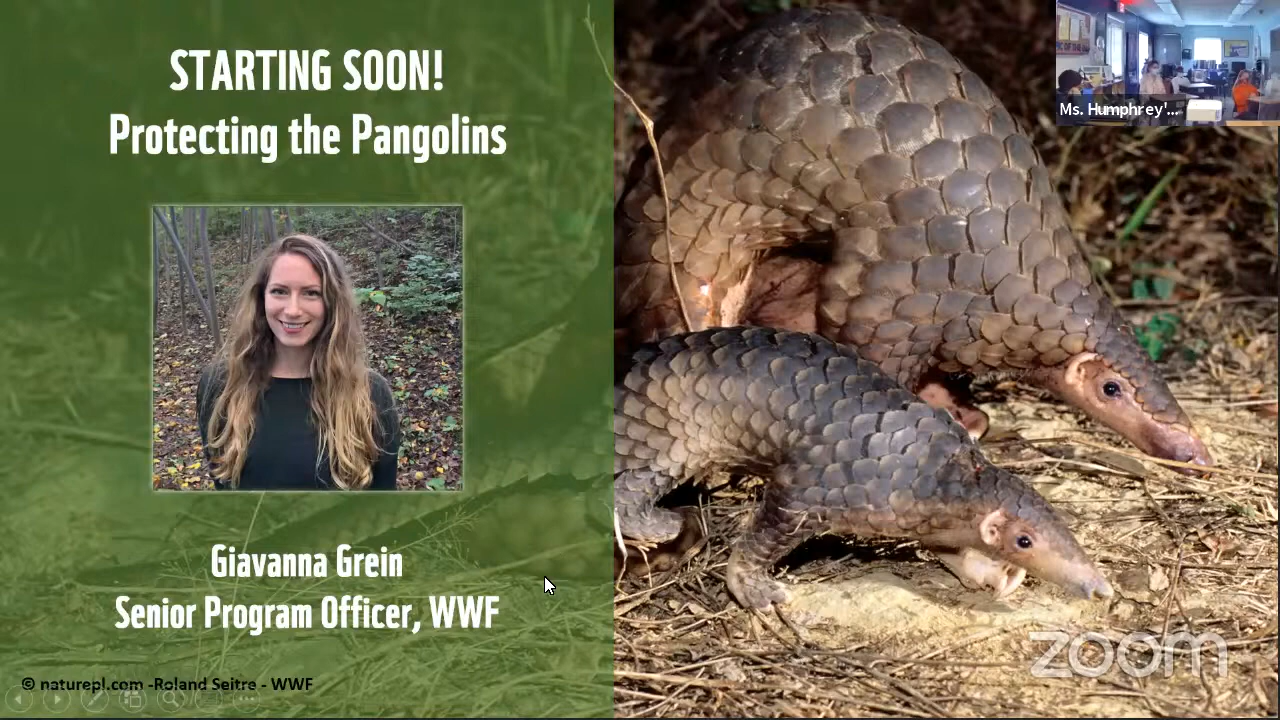 STARTING SOON!
Protecting the Pangolins
Giavanna Grein
Senior Program Officer, WWF
© naturepl.com -Roland Seitre - WWF
Ms. Humphrey'...
zoom